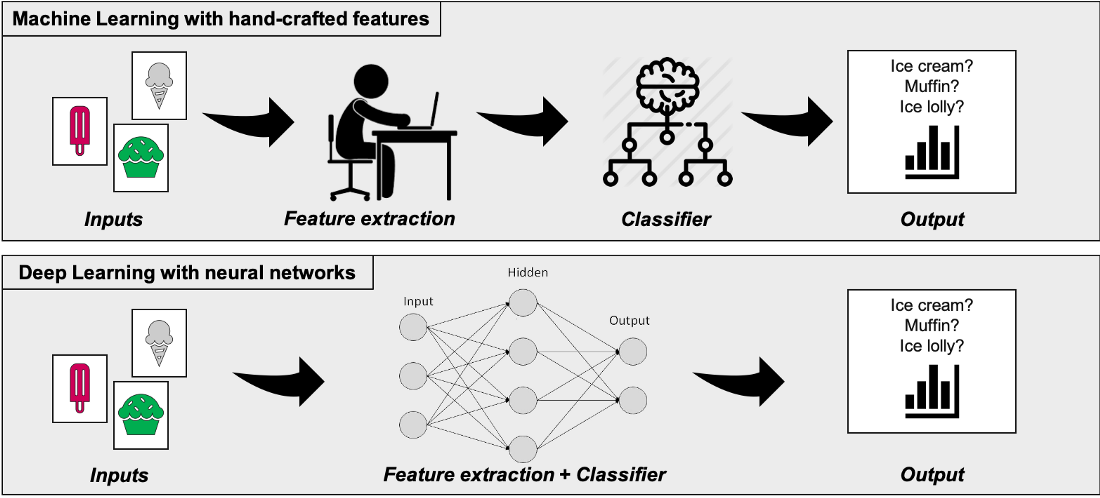 Machine Learning with hand-crafted features
Ice cream?
Muffin?
Ice lolly?
Inputs
Feature extraction
Classifier
Output
Deep Learning with neural networks
Hidden
Input
Output
Ice cream?
Muffin?
Ice lolly?
Inputs
Feature extraction + Classifier
Output